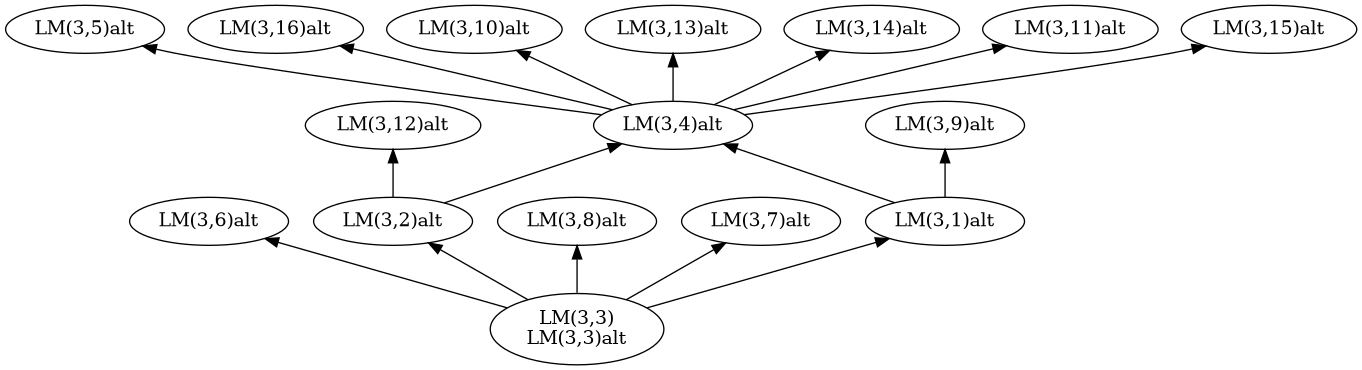 LM(3,5)alt
LM(3,16)alt
LM(3,10)alt
LM(3,13)alt
LM(3,14)alt
LM(3,11)alt
LM(3,15)alt
LM(3,12)alt
LM(3,4)alt
LM(3,9)alt
LM(3,6)alt
LM(3,2)alt
LM(3,8)alt
LM(3,7)alt
LM(3,1)alt
LM(3,3)
LM(3,3)alt